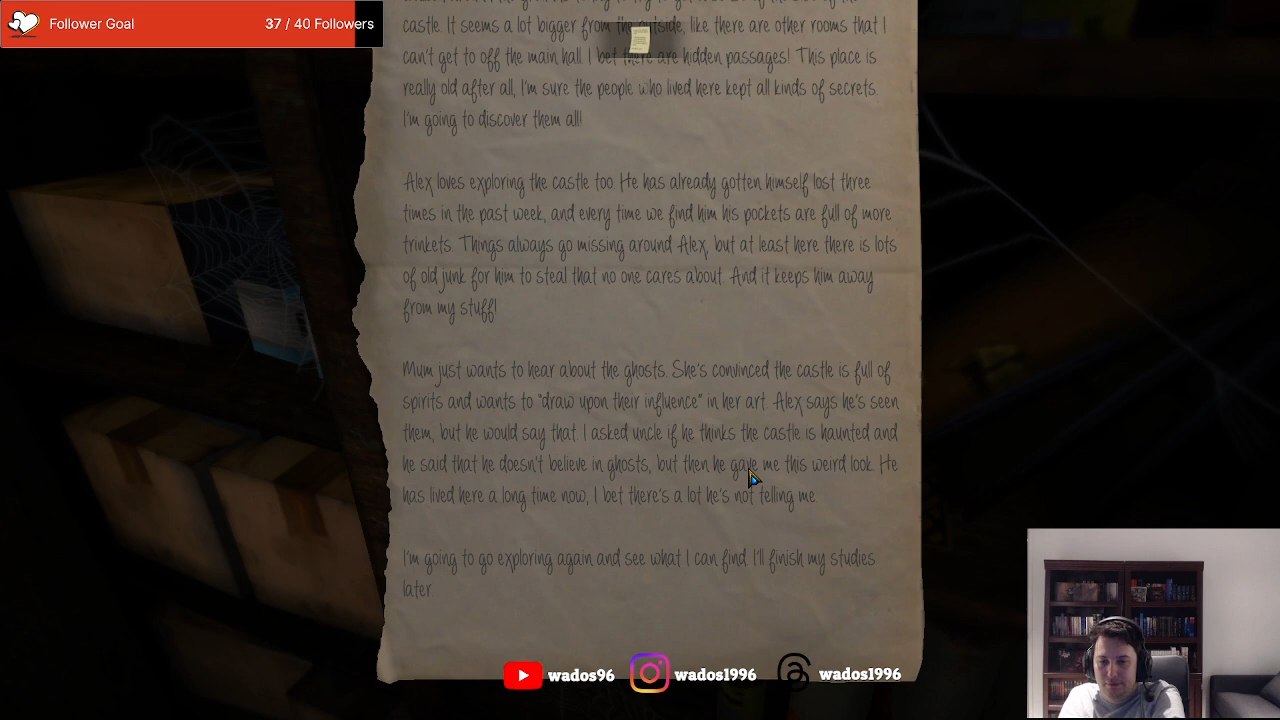 Follower Goal
37 / 40 Followers
castle. It seems a lot bigger from the outside, like there are other rooms that I
can't get to off the main hall. I bet there are hidden passages! This place is
really old after all, I'm sure the people who lived here kept all kinds of secrets.
I'm going to discover them all!
Alex loves exploring the castle too. He has already gotten himself lost three
times in the past week, and every time we find him his pockets are full of more
trinkets. Things always go missing around Alex, but at least here there is lots
of old junk for him to steal that no one cares about. And it keeps him away
from my stuff!
Mum just wants to hear about the ghosts. She's convinced the castle is full of
spirits and wants to "draw upon their influence" in her art. Alex says he's seen
them, but he would say that. I asked uncle if he thinks the castle is haunted and
he said that he doesn't believe in ghosts, but then he gave me this weird look. He
has lived here a long time now, I bet there's a lot he's not telling me.
I'm going to go exploring again and see what I can find. I'll finish my studies
later.
wados96
wados1996
wados1996